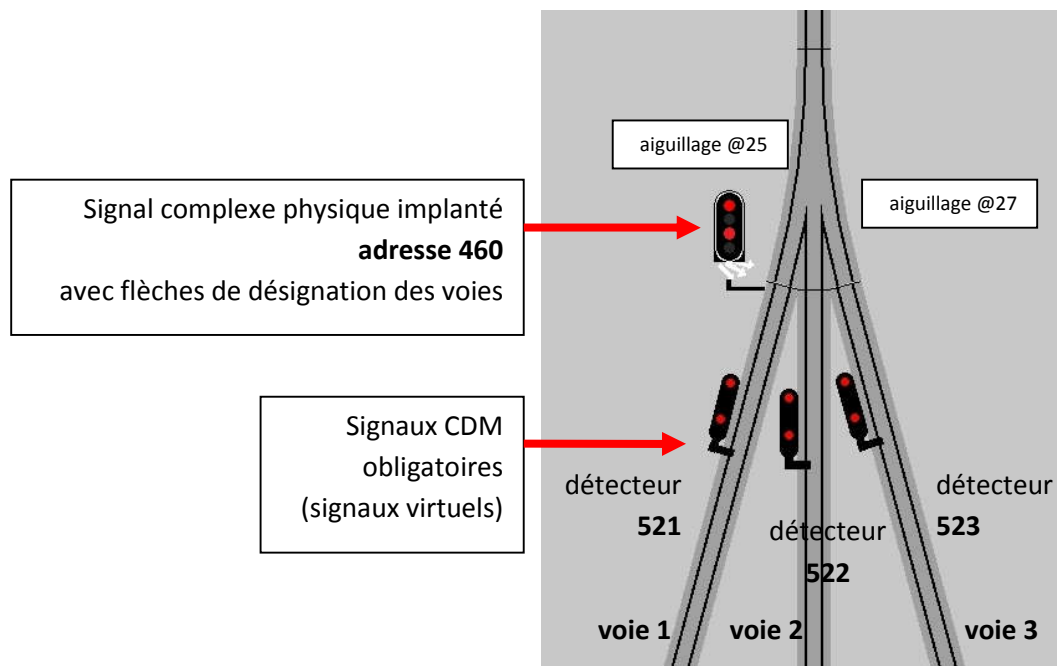 aiguillage @25
aiguillage @27
Signal complexe physique implanté
adresse 460
avec flèches de désignation des voies
Signaux CDM
obligatoires
(signaux virtuels)
détecteur
521
détecteur
522
détecteur
523
voie 1
voie 2
voie 3